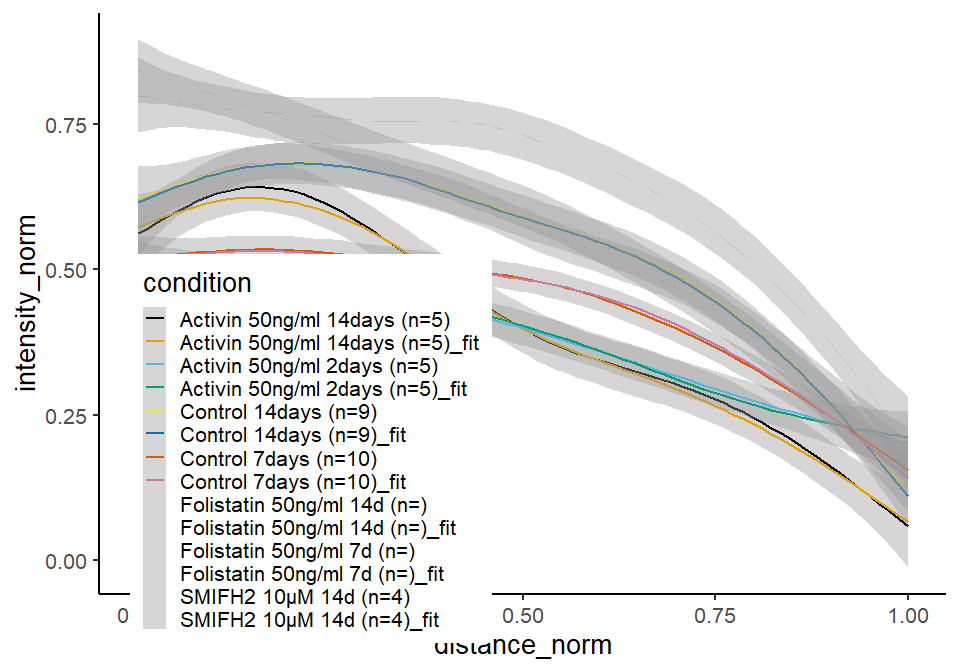 0.75
0.50
0.25
0.00
intensity_norm
condition
Activin 50ng/ml 14days (n=5)
Activin 50ng/ml 14days (n=5)_fit
Activin 50ng/ml 2days (n=5)
Activin 50ng/ml 2days (n=5)_fit
Control 14days (n=9)
Control 14days (n=9)_fit
Control 7days (n=10)
Control 7days (n=10)_fit
Folistatin 50ng/ml 14d (n=)
Folistatin 50ng/ml 14d (n=)_fit
Folistatin 50ng/ml 7d (n=)
Folistatin 50ng/ml 7d (n=)_fit
SMIFH2 10µM 14d (n=4)
SMIFH2 10µM 14d (n=4)_fit
0 0.50 0.75 1.00
distance_norm